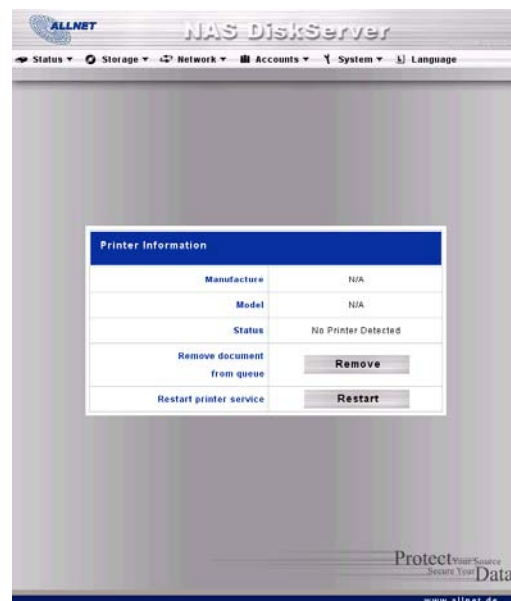 ALLNET
NAS DiskServer
Status Storage Network Accounts System Language
Printer Information
Manufacture N/A
Model N/A
Status No Printer Detected
Remove document
from queue
Remove
Restart printer service Restart
Protect Your Source
Secure Your Data
www.allnet.de